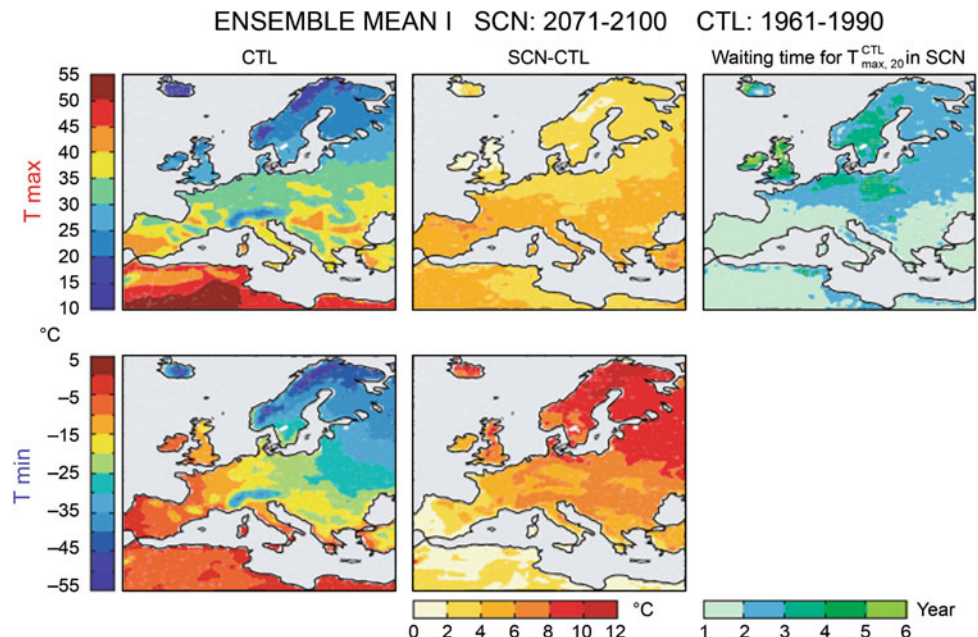 ENSEMBLE MEAN I SCN: 2071-2100 CTL: 1961-1990
CTL
SCN-CTL
Waiting time for T CTL max, 20 in SCN
T max
55
50
45
40
35
30
25
20
15
10
°C
T min
5
–5
–15
–25
–35
–45
–55
°C
0 2 4 6 8 10 12
Year
1 2 3 4 5 6